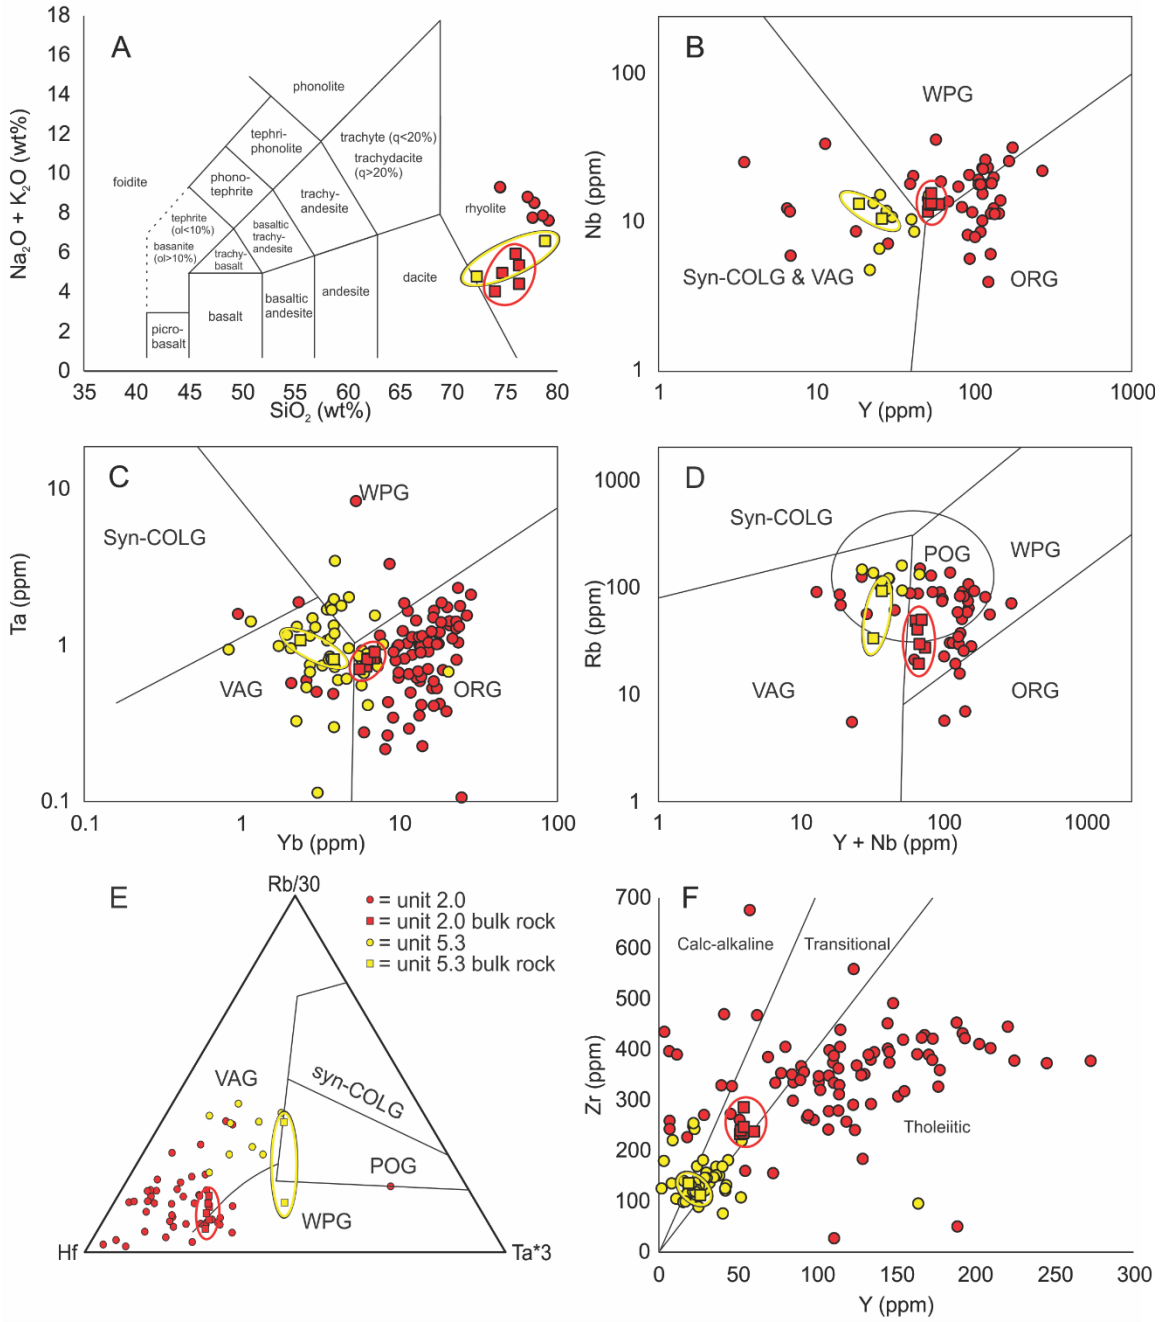 A
Na₂O + K₂O (wt%)
18
16
14
12
10
8
6
4
2
0
phonolite
tephri-
phonolite
trachyte (q<20%)
trachydacite
(q>20%)
foidite
phono-
tephrite
trachy-
andesite
rhyolite
tephrite
(ol<10%)
basanite
(ol>10%)
basaltic
trachy-
andesite
trachy-
basalt
dacite
andesite
basaltic
andesite
basalt
picro-
basalt
35 45 55 60 65 70 75 80
SiO₂ (wt%)
B
Nb (ppm)
100
10
1
WPG
Syn-COLG & VAG
ORG
1 10 100 1000
Y (ppm)
C
Ta (ppm)
10
1
0.1
WPG
Syn-COLG
VAG
ORG
0.1 1 10 100
Yb (ppm)
D
Rb (ppm)
1000
100
10
1
Syn-COLG
POG
WPG
VAG
ORG
1 10 100 1000
Y + Nb (ppm)
E
Rb/30
= unit 2.0
= unit 2.0 bulk rock
= unit 5.3
= unit 5.3 bulk rock
VAG
syn-COLG
POG
WPG
Hf
Ta*3
F
Zr (ppm)
700
600
500
400
300
200
100
0
Calc-alkaline
Transitional
Tholeiitic
0 50 100 150 200 250 300
Y (ppm)